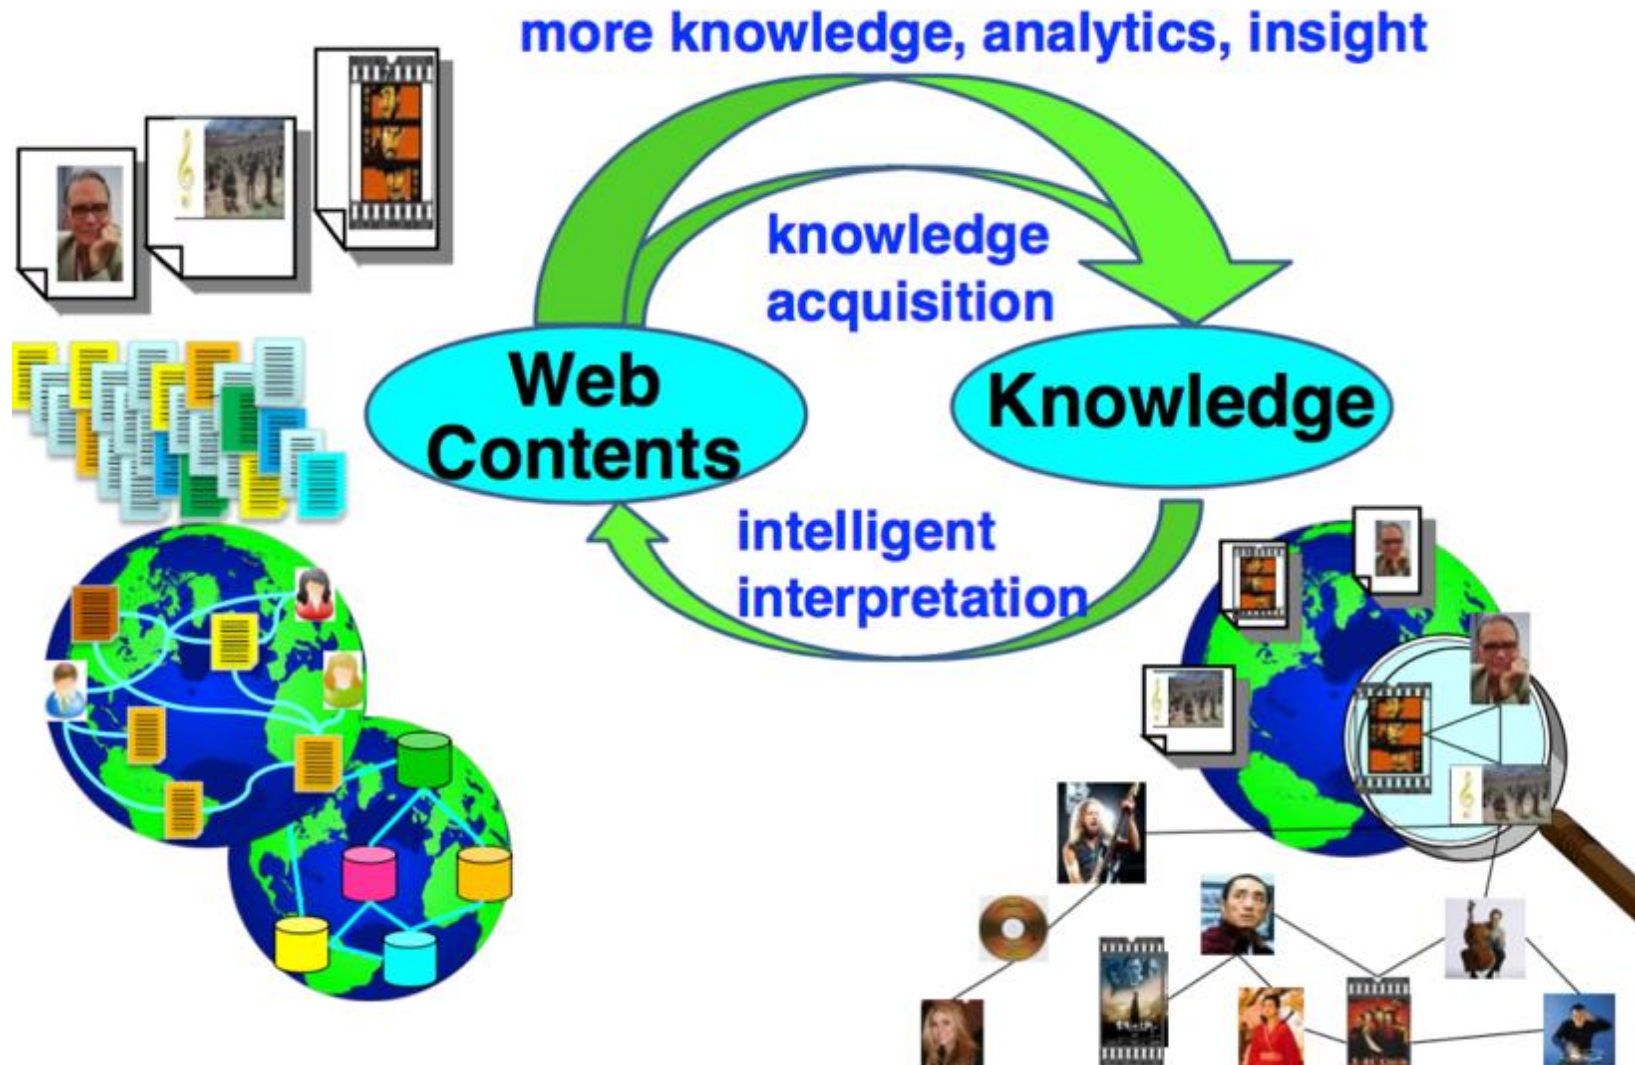 more knowledge, analytics, insight
knowledge
acquisition
Web
Contents
Knowledge
intelligent
interpretation